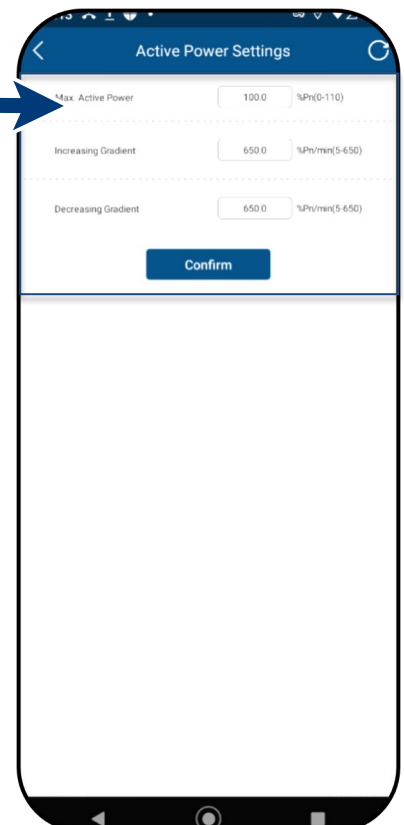 Active Power Settings
Max. Active Power 100.0 %Pn(0-110)
Increasing Gradient 650.0 %Pn/min(5-650)
Decreasing Gradient 650.0 %Pn/min(5-650)
Confirm